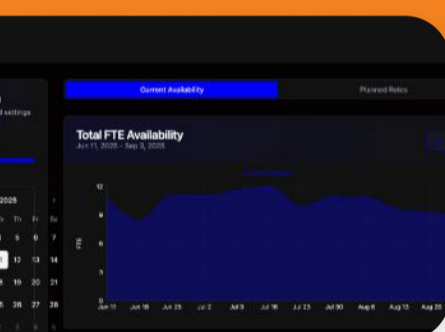 d settings
Current Availability
Planned Roles
Total FTE Availability
Jun 11, 2025 - Sep 3, 2025
2025
Th Fr Sa
5 6 7
12 13 14
19 20 21
26 27 28
12
9
6
3
0
FTE
Jun 11 Jun 18 Jun 25 Jul 2 Jul 9 Jul 16 Jul 23 Jul 30 Aug 6 Aug 13 Aug 20